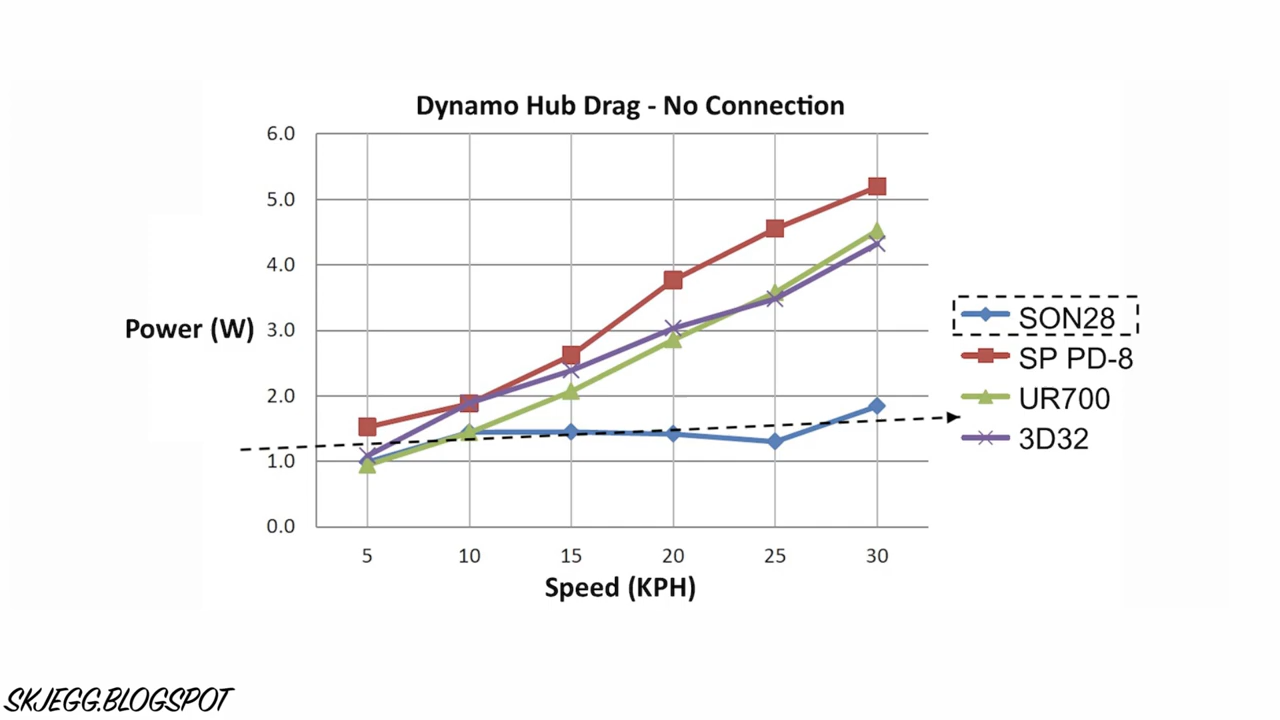 Dynamo Hub Drag - No Connection
6.0
5.0
4.0
3.0
2.0
1.0
0.0
Power (W)
5 10 15 20 25 30
Speed (KPH)
SON28
SP PD-8
UR700
3D32
SKJEGG.BLOGSPOT